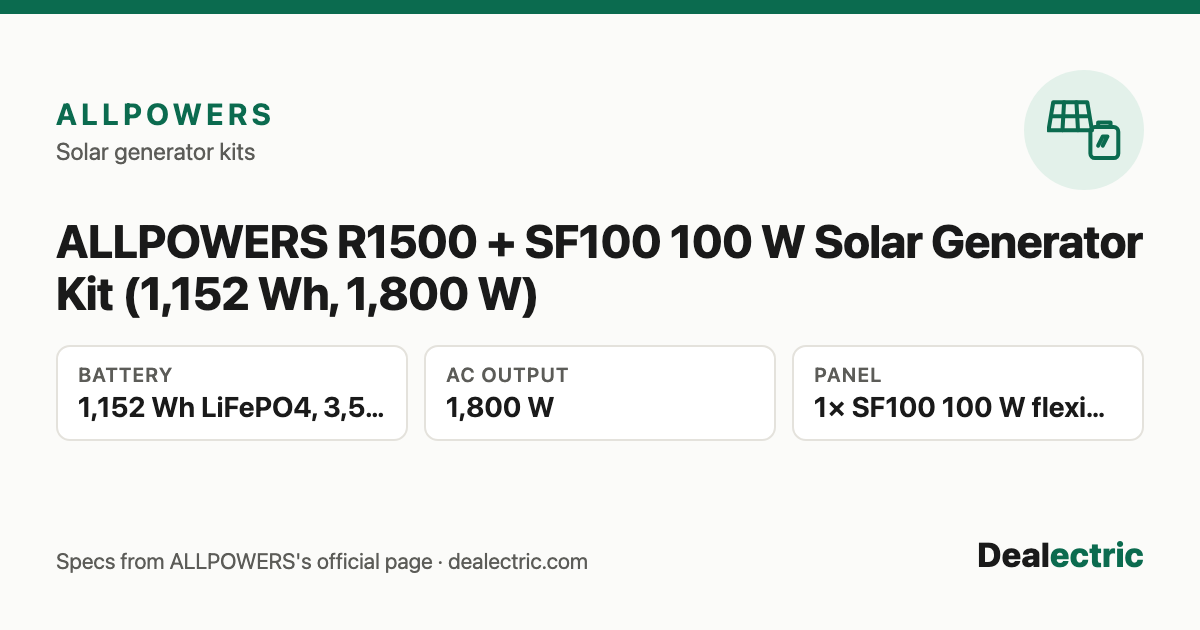 ALLPOWERS
Solar generator kits
ALLPOWERS R1500 + SF100 100 W Solar Generator
Kit (1,152 Wh, 1,800 W)
BATTERY
1,152 Wh LiFePO4, 3,5...
AC OUTPUT
1,800 W
PANEL
1× SF100 100 W flexi...
Specs from ALLPOWERS's official page · dealectric.com
Dealectric